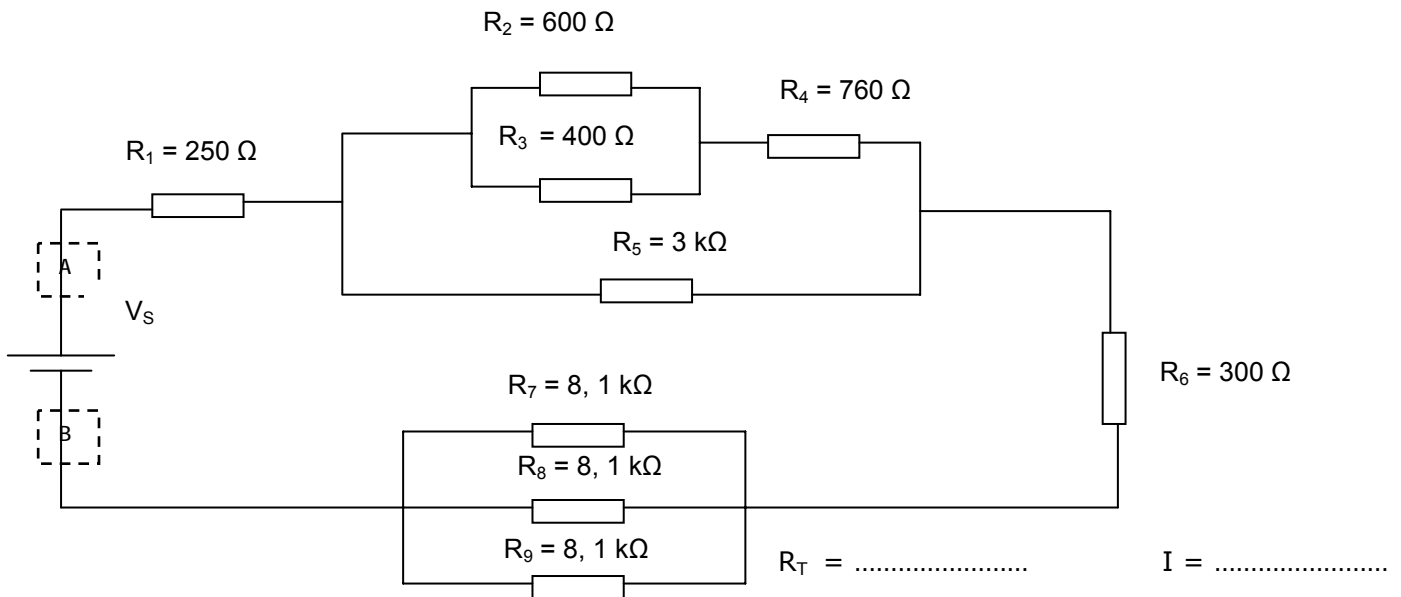 R₂ = 600 Ω
R₄ = 760 Ω
R₃ = 400 Ω
R₁ = 250 Ω
R₅ = 3 kΩ
A
V_S
R₆ = 300 Ω
R₇ = 8, 1 kΩ
B
R₈ = 8, 1 kΩ
R₉ = 8, 1 kΩ
R_T = ........................ I = ........................